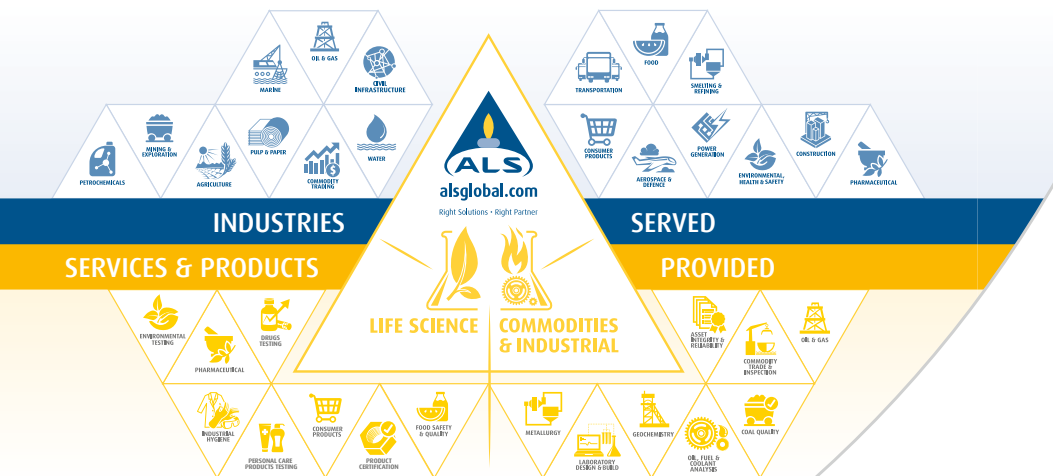 OIL & GAS
MARINE
CIVIL
INFRASTRUCTURE
MINING &
EXPLORATION
PULP & PAPER
WATER
PETROCHEMICALS
AGRICULTURE
COMMODITY
TRADING
FOOD
TRANSPORTATION
SMELTING &
REFINING
CONSUMER
PRODUCTS
POWER
GENERATION
CONSTRUCTION
AEROSPACE &
DEFENCE
ENVIRONMENTAL,
HEALTH & SAFETY
PHARMACEUTICAL
ALS
alsglobal.com
Right Solutions • Right Partner
INDUSTRIES
SERVED
SERVICES & PRODUCTS
PROVIDED
LIFE SCIENCE
COMMODITIES
& INDUSTRIAL
ENVIRONMENTAL
TESTING
DRUGS
TESTING
PHARMACEUTICAL
INDUSTRIAL
HYGIENE
CONSUMER
PRODUCTS
FOOD SAFETY
& QUALITY
PERSONAL CARE
PRODUCTS TESTING
PRODUCT
CERTIFICATION
ASSET
INTEGRITY &
RELIABILITY
OIL & GAS
COMMODITY
TRADE &
INSPECTION
METALLURGY
GEOCHEMISTRY
COAL QUALITY
LABORATORY
DESIGN & BUILD
OIL, FUEL &
COOLANT
ANALYSIS